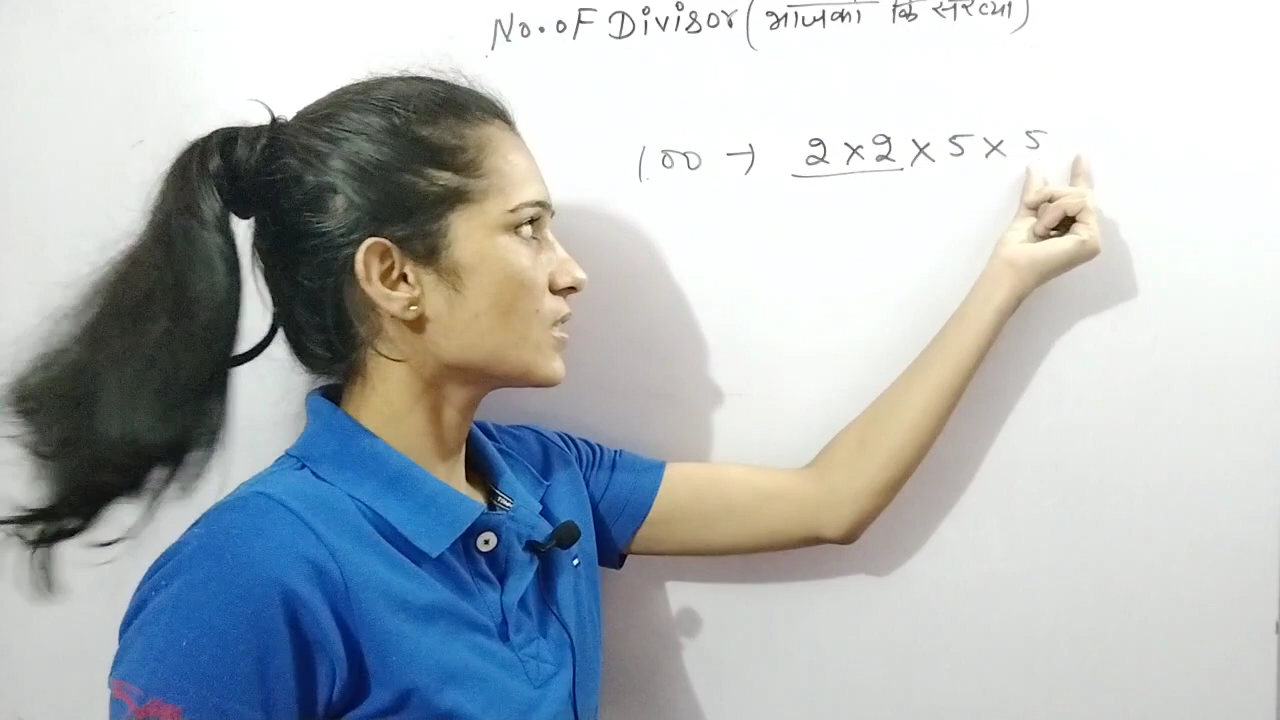 No. of Divisor (भाजको कि संख्या)
100 → 2 × 2 × 5 × 5